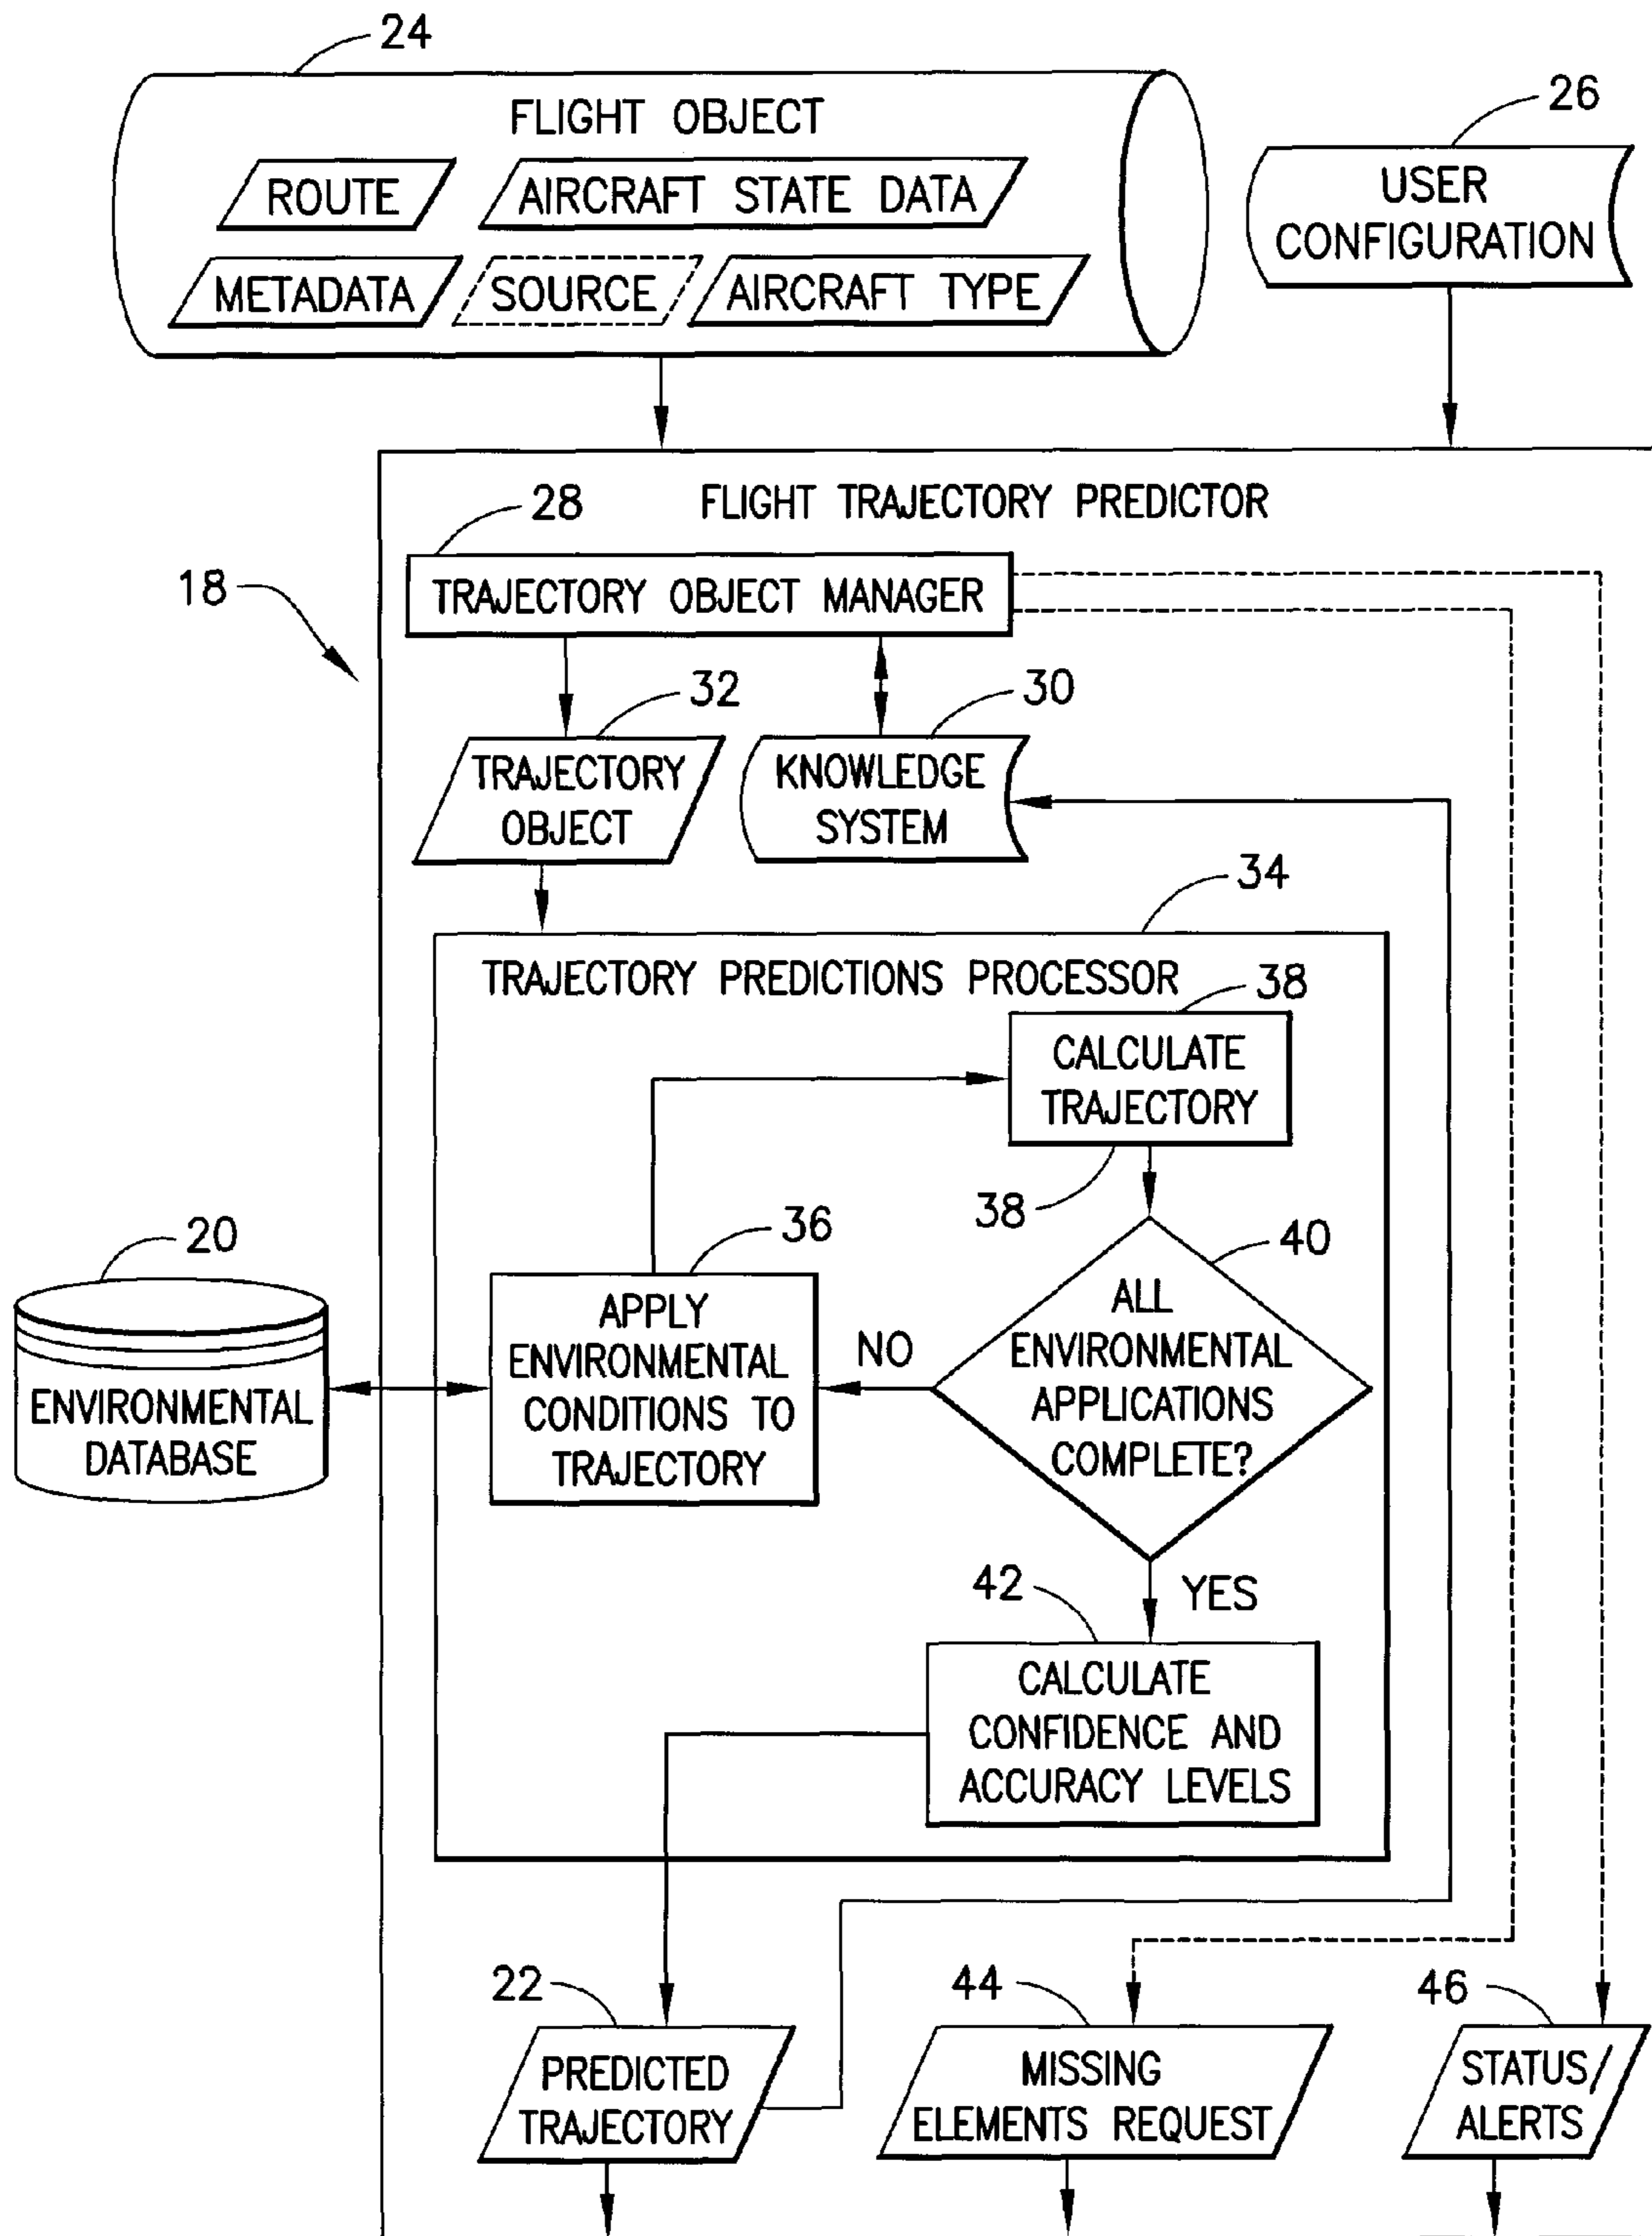 24
FLIGHT OBJECT
26
ROUTE
AIRCRAFT STATE DATA
USER
CONFIGURATION
METADATA
SOURCE
AIRCRAFT TYPE
FLIGHT TRAJECTORY PREDICTOR
28
18
TRAJECTORY OBJECT MANAGER
32
30
TRAJECTORY
OBJECT
KNOWLEDGE
SYSTEM
34
TRAJECTORY PREDICTIONS PROCESSOR
38
CALCULATE
TRAJECTORY
38
20
36
40
ENVIRONMENTAL
DATABASE
APPLY
ENVIRONMENTAL
CONDITIONS TO
TRAJECTORY
NO
ALL
ENVIRONMENTAL
APPLICATIONS
COMPLETE?
YES
42
CALCULATE
CONFIDENCE AND
ACCURACY LEVELS
22
44
46
PREDICTED
TRAJECTORY
MISSING
ELEMENTS REQUEST
STATUS/
ALERTS